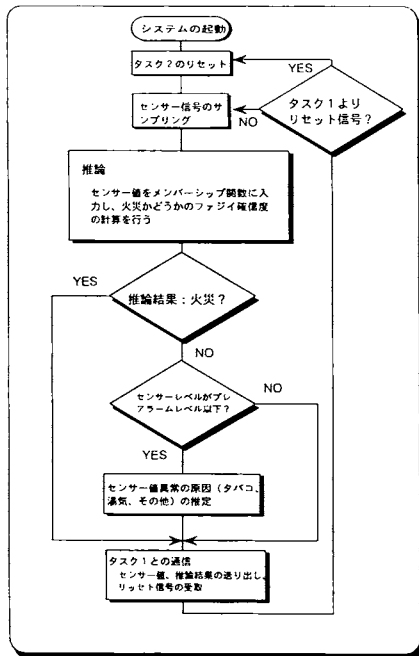 システムの起動
タスク2のリセット
YES
センサー信号のサ
ンプリング
NO
タスク1より
リセット信号？
推論
センサー値をメンバーシップ関数に入
力し、火災かどうかのファジイ確信度
の計算を行う
YES
推論結果：火災？
NO
センサーレベルがプレ
アラームレベル以下？
NO
YES
センサー値異常の原因（タバコ、
湯気、その他）の推定
タスク1との通信
センサー値、推論結果の送り出し、
リッセト信号の受取